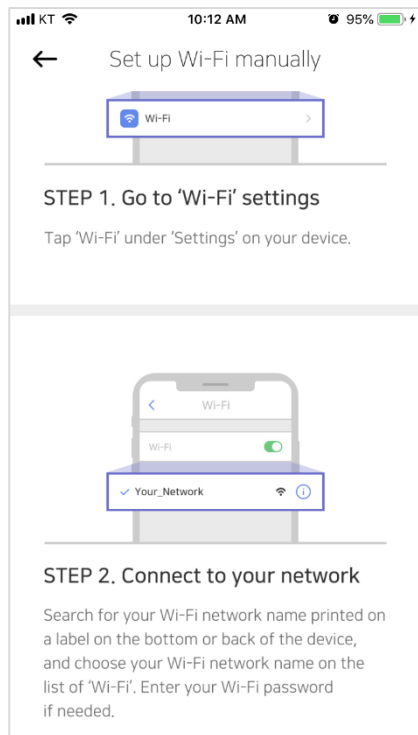 KT 10:12 AM 95%
Set up Wi-Fi manually
Wi-Fi
STEP 1. Go to ‘Wi-Fi’ settings
Tap ‘Wi-Fi’ under ‘Settings’ on your device.
Wi-Fi
Wi-Fi
Your_Network
STEP 2. Connect to your network
Search for your Wi-Fi network name printed on
a label on the bottom or back of the device,
and choose your Wi-Fi network name on the
list of ‘Wi-Fi’. Enter your Wi-Fi password
if needed.